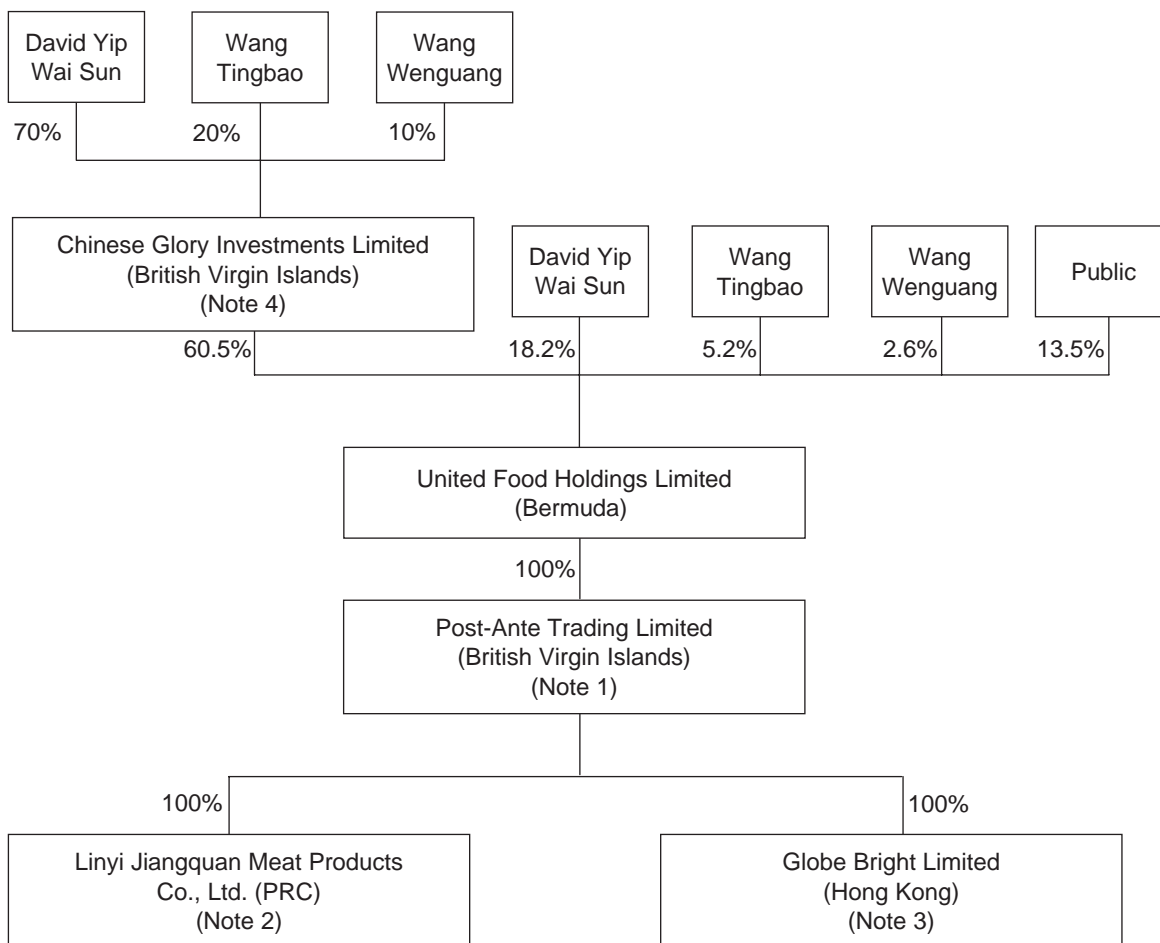 David Yip
Wai Sun
Wang
Tingbao
Wang
Wenguang
70%
20%
10%
Chinese Glory Investments Limited
(British Virgin Islands)
(Note 4)
David Yip
Wai Sun
Wang
Tingbao
Wang
Wenguang
Public
60.5%
18.2%
5.2%
2.6%
13.5%
United Food Holdings Limited
(Bermuda)
100%
Post-Ante Trading Limited
(British Virgin Islands)
(Note 1)
100%
100%
Linyi Jiangquan Meat Products
Co., Ltd. (PRC)
(Note 2)
Globe Bright Limited
(Hong Kong)
(Note 3)